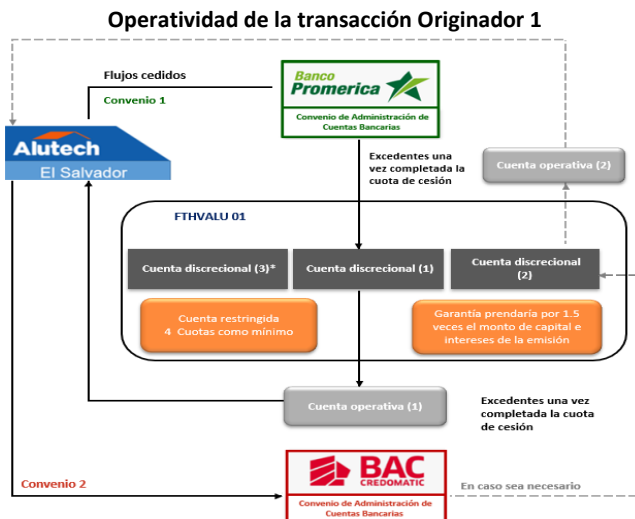 Operatividad de la transacción Originador 1
Flujos cedidos
Convenio 1
Banco
Promerica
Convenio de Administración de
Cuentas Bancarias
Alutech
El Salvador
Excedentes una
vez completada la
cuota de cesión
Cuenta operativa (2)
FTHVALU 01
Cuenta discrecional (3)*
Cuenta discrecional (1)
Cuenta discrecional
(2)
Cuenta restringida
4 Cuotas como mínimo
Garantía prendaría por 1.5
veces el monto de capital e
intereses de la emisión
Cuenta operativa (1)
Excedentes una vez
completada la cuota
de cesión
Convenio 2
BAC
CREDOMATIC
Convenio de Administración de
Cuentas Bancarias
En caso sea necesario